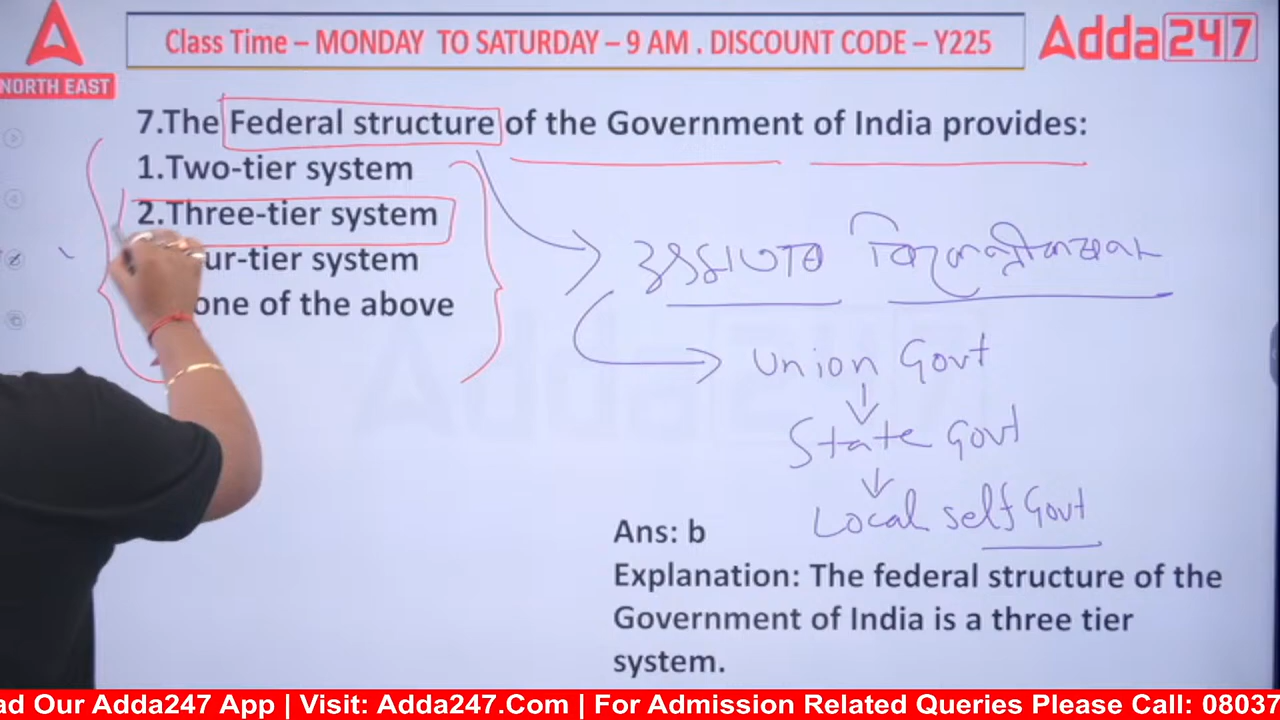 Class Time – MONDAY TO SATURDAY – 9 AM . DISCOUNT CODE – Y225
Adda247
NORTH EAST
7.The Federal structure of the Government of India provides:
1.Two-tier system
2.Three-tier system
ur-tier system
one of the above
Union Govt
State Govt
Local self Govt
Ans: b
Explanation: The federal structure of the
Government of India is a three tier
system.
ad Our Adda247 App | Visit: Adda247.Com | For Admission Related Queries Please Call: 08037